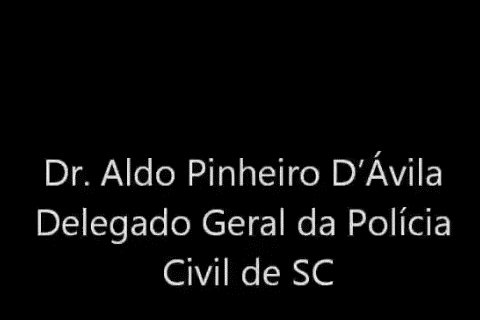 Dr. Aldo Pinheiro D’Ávila
Delegado Geral da Polícia
Civil de SC